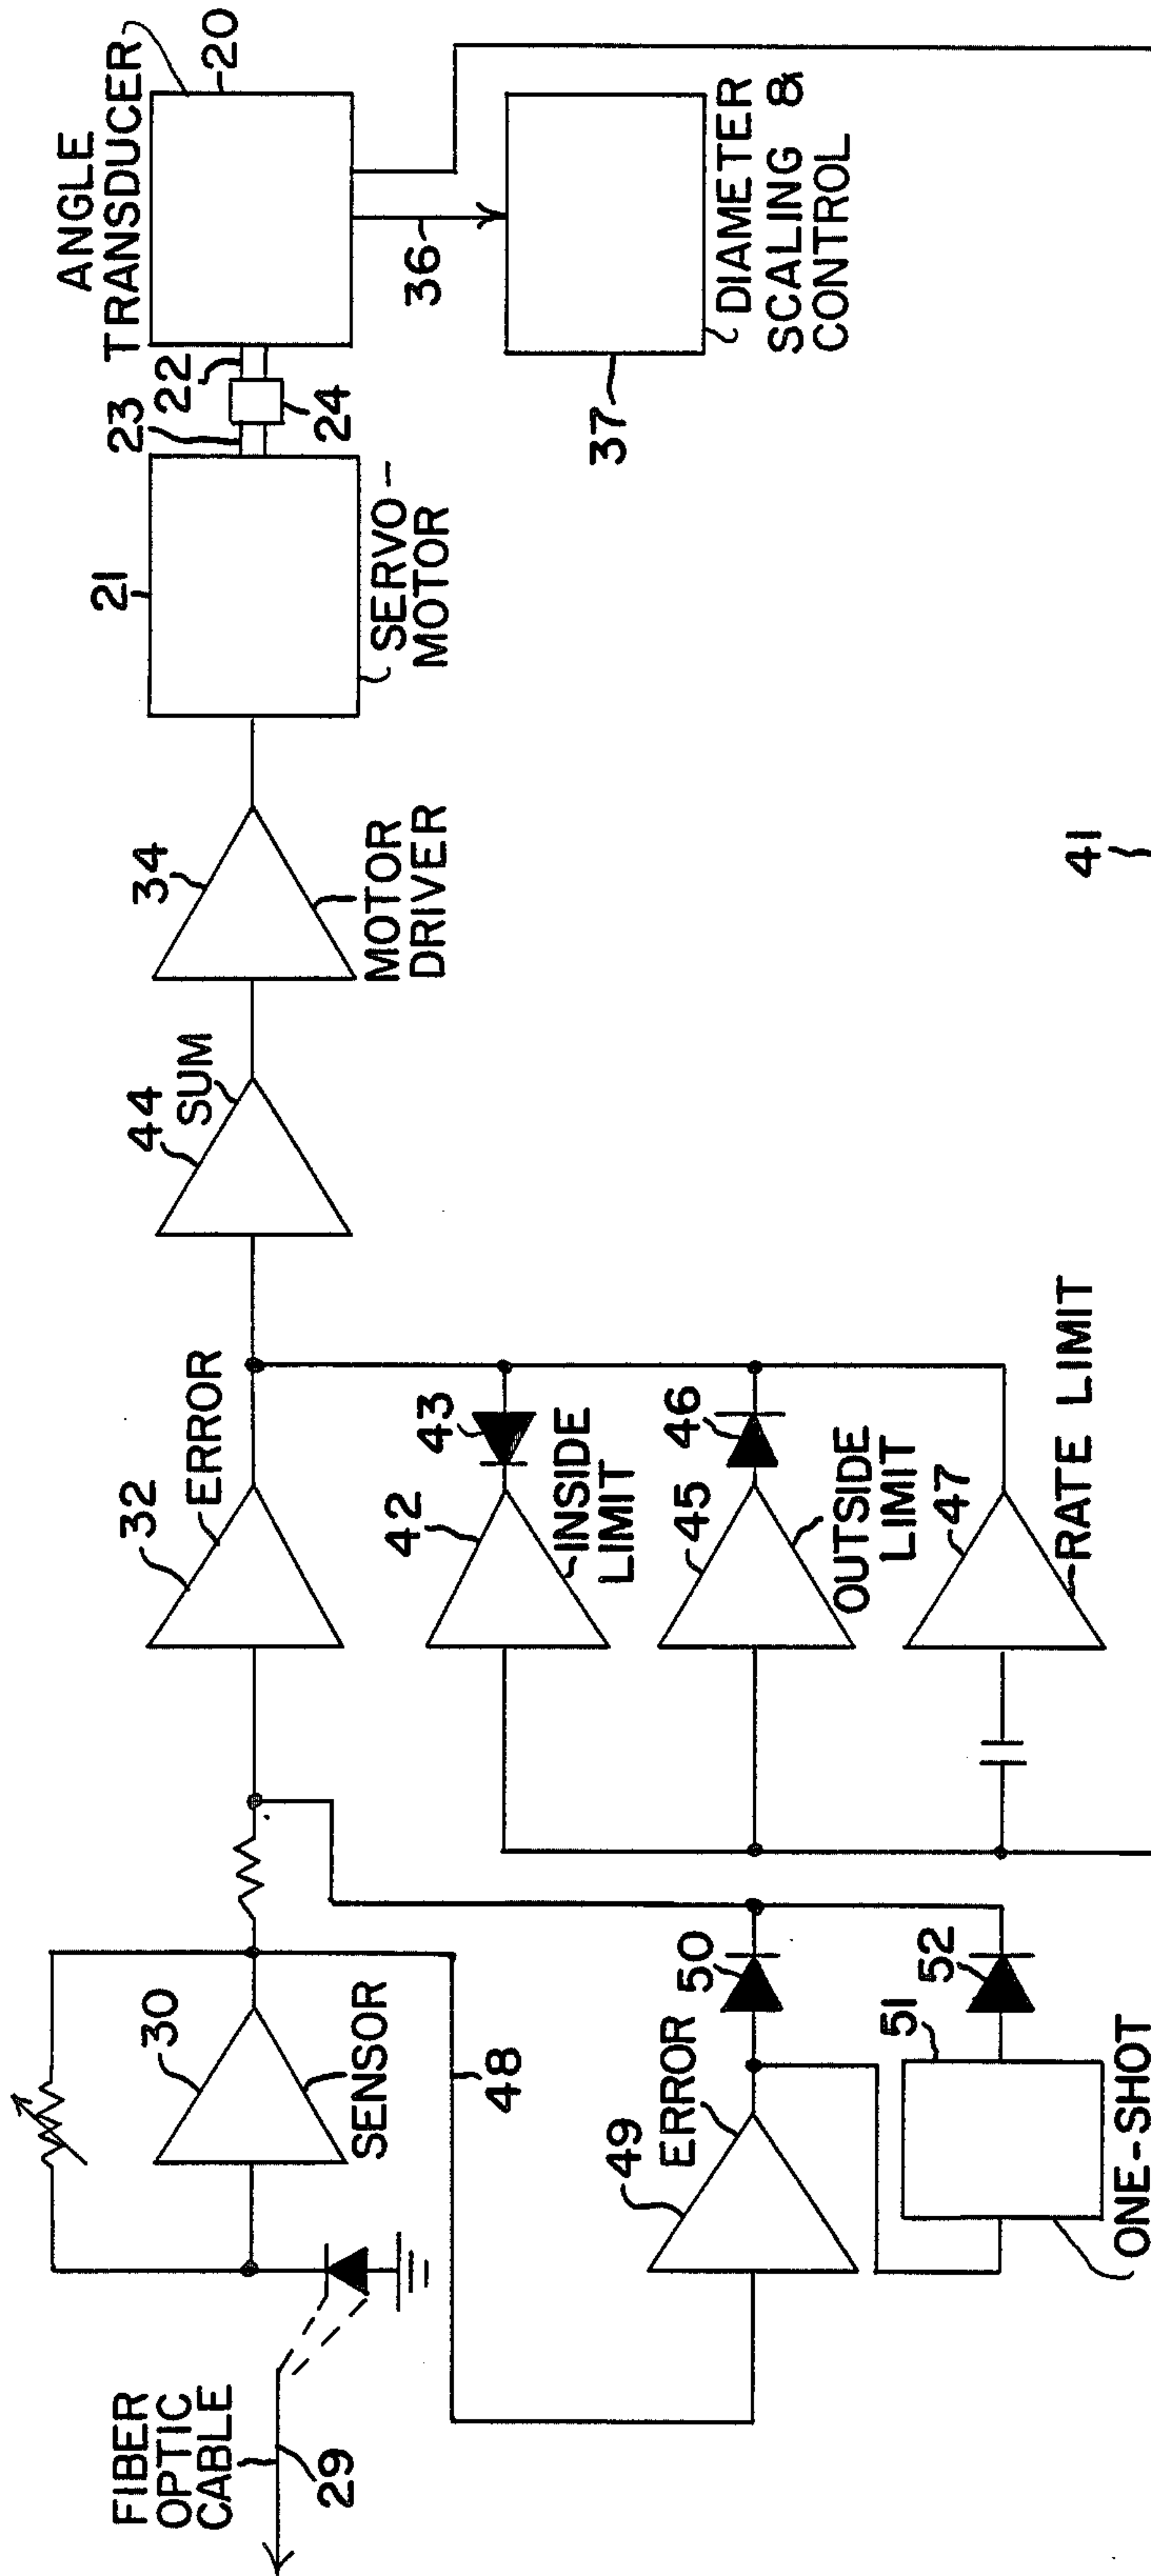 FIBER
OPTIC
CABLE
29
30
SENSOR
48
32
ERROR
44
SUM
34
MOTOR
DRIVER
21
SERVO-
MOTOR
23
22
24
ANGLE
TRANSDUCER
20
36
37
DIAMETER
SCALING &
CONTROL
42
43
INSIDE
LIMIT
45
46
OUTSIDE
LIMIT
47
RATE LIMIT
41
49
ERROR
50
51
52
ONE-SHOT